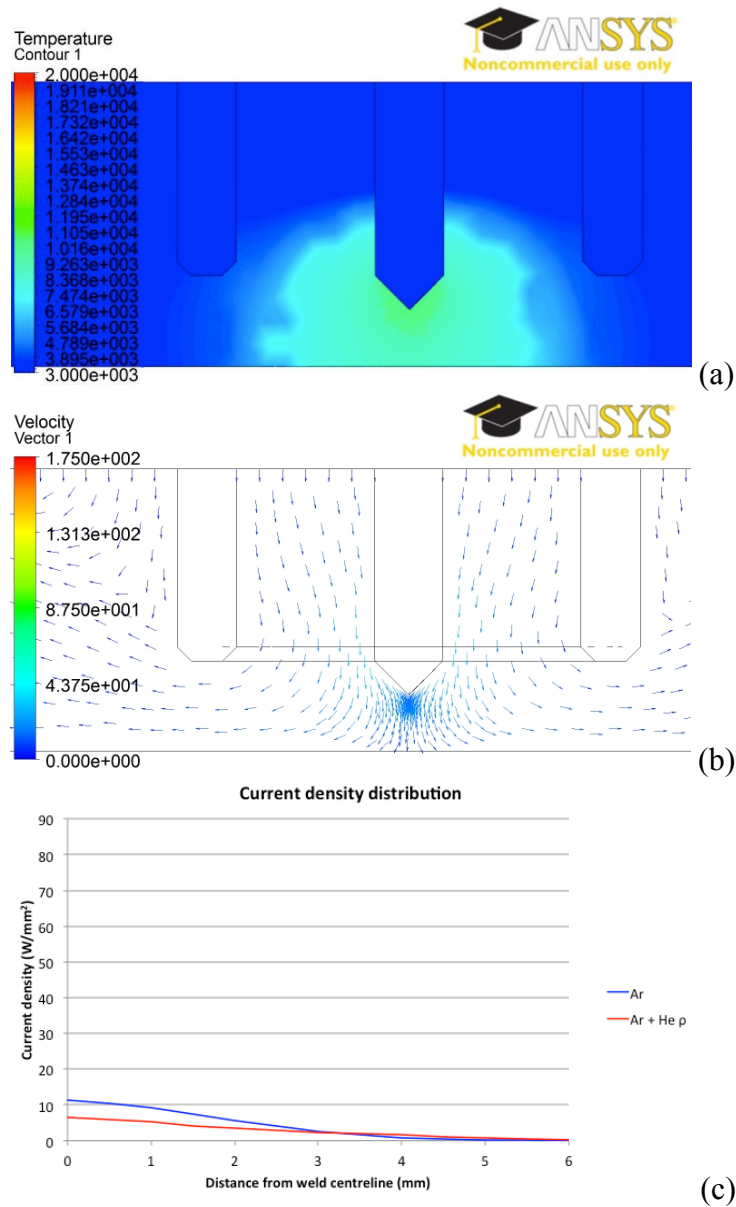 ANSYS®
Noncommercial use only
Temperature
Contour 1
2.000e+004
1.911e+004
1.821e+004
1.732e+004
1.642e+004
1.553e+004
1.463e+004
1.374e+004
1.284e+004
1.195e+004
1.105e+004
1.016e+004
9.263e+003
8.368e+003
7.474e+003
6.579e+003
5.684e+003
4.789e+003
3.895e+003
3.000e+003
(a)
ANSYS®
Noncommercial use only
Velocity
Vector 1
1.750e+002
1.313e+002
8.750e+001
4.375e+001
0.000e+000
(b)
Current density distribution
Current density (W/mm²)
90
80
70
60
50
40
30
20
10
0
0 1 2 3 4 5 6
Distance from weld centreline (mm)
Ar
Ar + He ρ
(c)